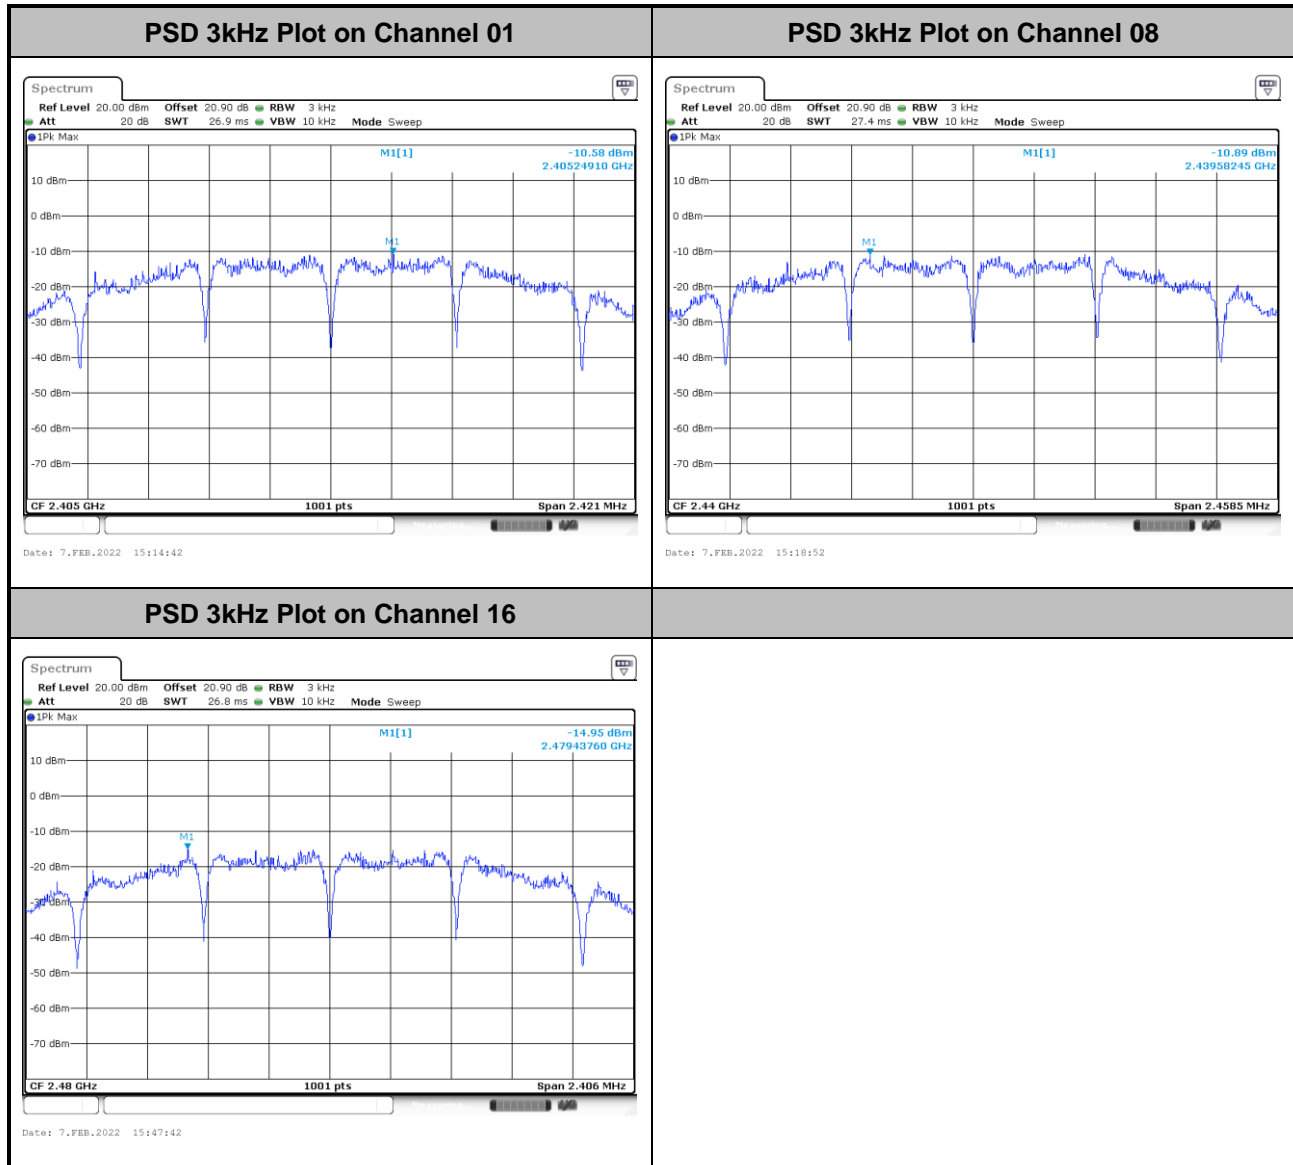 PSD 3kHz Plot on Channel 01
Spectrum
Ref Level 20.00 dBm Offset 20.90 dB RBW 3 kHz
Att 20 dB SWT 26.9 ms VBW 10 kHz Mode Sweep
1Pk Max
M1[1] -10.58 dBm
2.40524910 GHz
10 dBm
0 dBm
M1
-10 dBm
-20 dBm
-30 dBm
-40 dBm
-50 dBm
-60 dBm
-70 dBm
CF 2.405 GHz 1001 pts Span 2.421 MHz
Measuring...
Date: 7.FEB.2022 15:14:42
PSD 3kHz Plot on Channel 08
Spectrum
Ref Level 20.00 dBm Offset 20.90 dB RBW 3 kHz
Att 20 dB SWT 27.4 ms VBW 10 kHz Mode Sweep
1Pk Max
M1[1] -10.89 dBm
2.43958245 GHz
10 dBm
0 dBm
M1
-10 dBm
-20 dBm
-30 dBm
-40 dBm
-50 dBm
-60 dBm
-70 dBm
CF 2.44 GHz 1001 pts Span 2.4585 MHz
Measuring...
Date: 7.FEB.2022 15:18:52
PSD 3kHz Plot on Channel 16
Spectrum
Ref Level 20.00 dBm Offset 20.90 dB RBW 3 kHz
Att 20 dB SWT 26.8 ms VBW 10 kHz Mode Sweep
1Pk Max
M1[1] -14.95 dBm
2.47943760 GHz
10 dBm
0 dBm
-10 dBm
M1
-20 dBm
-30 dBm
-40 dBm
-50 dBm
-60 dBm
-70 dBm
CF 2.48 GHz 1001 pts Span 2.406 MHz
Measuring...
Date: 7.FEB.2022 15:47:42